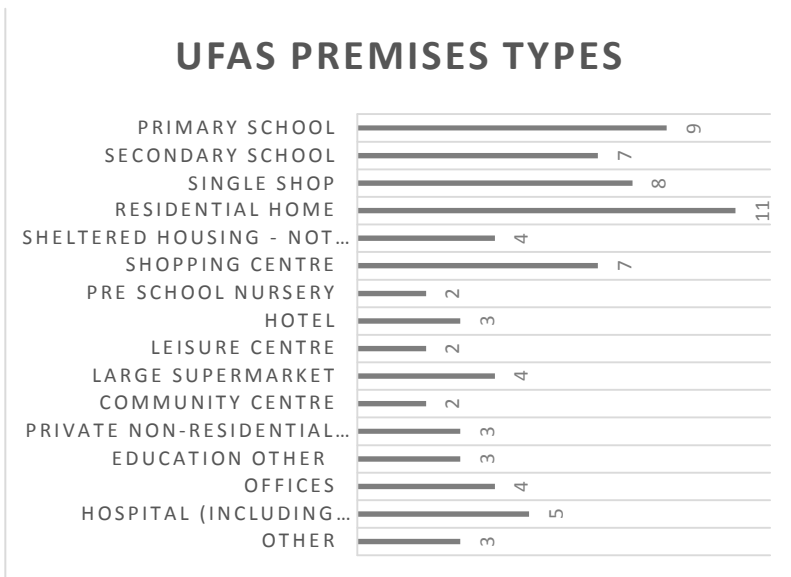 UFAS PREMISES TYPES
PRIMARY SCHOOL 9
SECONDARY SCHOOL 7
SINGLE SHOP 8
RESIDENTIAL HOME 11
SHELTERED HOUSING - NOT… 4
SHOPPING CENTRE 7
PRE SCHOOL NURSERY 2
HOTEL 3
LEISURE CENTRE 2
LARGE SUPERMARKET 4
COMMUNITY CENTRE 2
PRIVATE NON-RESIDENTIAL… 3
EDUCATION OTHER 3
OFFICES 4
HOSPITAL (INCLUDING… 5
OTHER 3